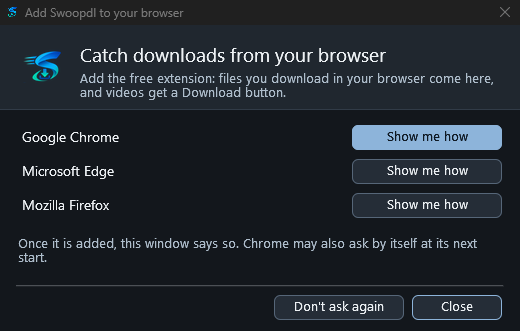 Add Swoopdl to your browser
Catch downloads from your browser
Add the free extension: files you download in your browser come here,
and videos get a Download button.
Google Chrome
Show me how
Microsoft Edge
Show me how
Mozilla Firefox
Show me how
Once it is added, this window says so. Chrome may also ask by itself at its next
start.
Don't ask again
Close